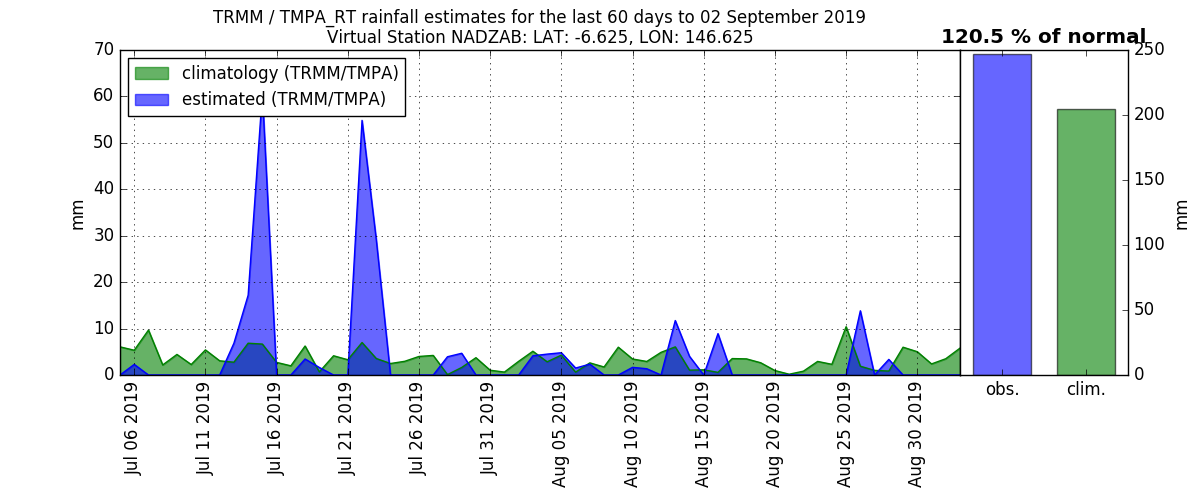 TRMM / TMPA_RT rainfall estimates for the last 60 days to 02 September 2019
Virtual Station NADZAB: LAT: -6.625, LON: 146.625
120.5 % of normal
climatology (TRMM/TMPA)
estimated (TRMM/TMPA)
70
60
50
40
30
20
10
0
mm
Jul 06 2019
Jul 11 2019
Jul 16 2019
Jul 21 2019
Jul 26 2019
Jul 31 2019
Aug 05 2019
Aug 10 2019
Aug 15 2019
Aug 20 2019
Aug 25 2019
Aug 30 2019
250
200
150
100
50
0
mm
obs.
clim.